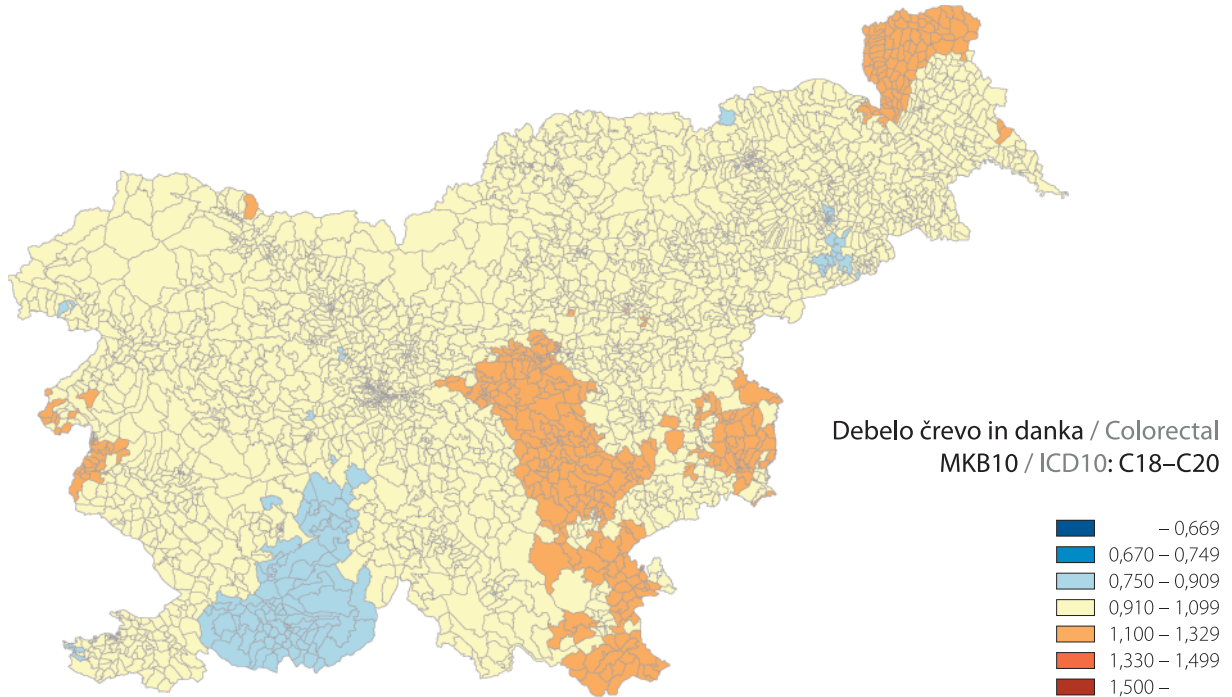 Debelo črevo in danka / Colorectal
MKB10 / ICD10: C18–C20
– 0,669
0,670 – 0,749
0,750 – 0,909
0,910 – 1,099
1,100 – 1,329
1,330 – 1,499
1,500 –